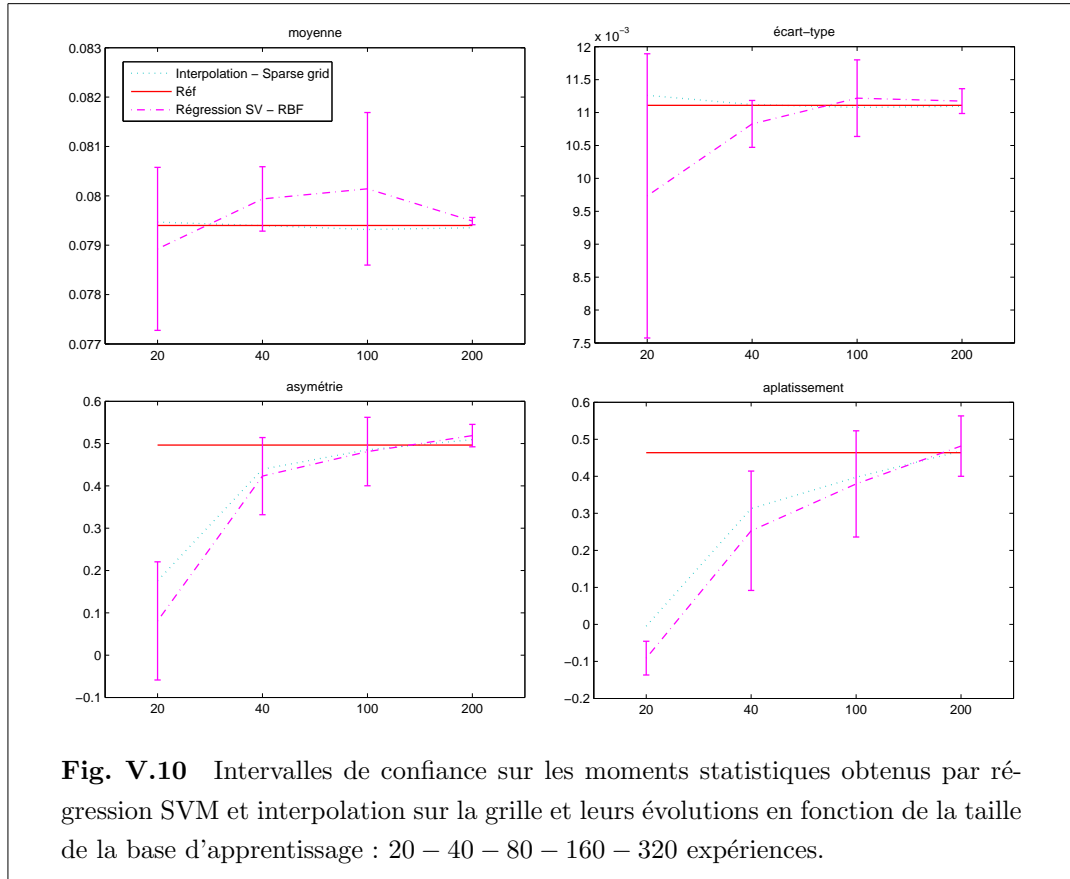 moyenne
0.083
0.082
0.081
0.08
0.079
0.078
0.077
20 40 100 200
Interpolation − Sparse grid
Réf
Régression SV − RBF
écart−type
x 10−3
12
11.5
11
10.5
10
9.5
9
8.5
8
7.5
20 40 100 200
asymétrie
0.6
0.5
0.4
0.3
0.2
0.1
0
−0.1
20 40 100 200
aplatissement
0.6
0.5
0.4
0.3
0.2
0.1
0
−0.1
−0.2
20 40 100 200
Fig. V.10 Intervalles de confiance sur les moments statistiques obtenus par ré-
gression SVM et interpolation sur la grille et leurs évolutions en fonction de la taille
de la base d'apprentissage : 20 − 40 − 80 − 160 − 320 expériences.